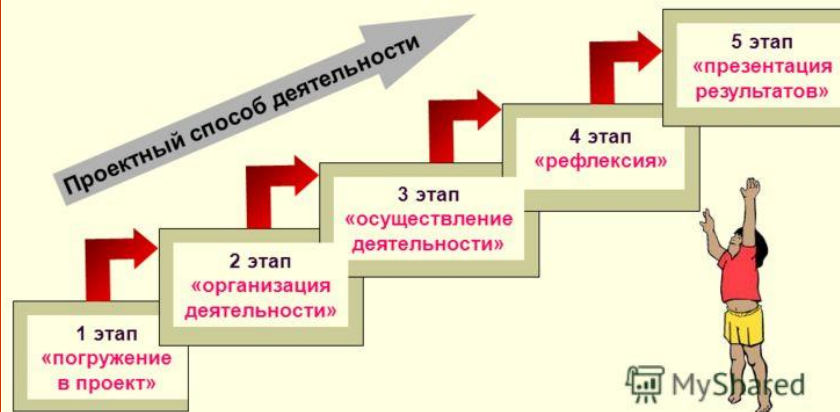 Проектный способ деятельности
1 этап
«погружение
в проект»
2 этап
«организация
деятельности»
3 этап
«осуществление
деятельности»
4 этап
«рефлексия»
5 этап
«презентация
результатов»
MyShared